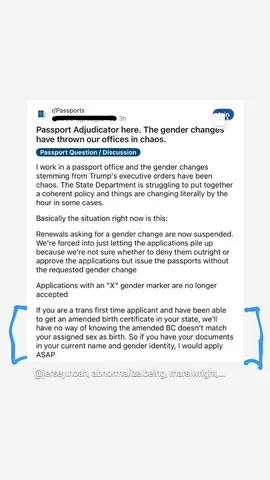 r/Passports
3h
Join
Passport Adjudicator here. The gender changes
have thrown our offices in chaos.
Passport Question / Discussion
I work in a passport office and the gender changes
stemming from Trump's executive orders have been
chaos. The State Department is struggling to put together
a coherent policy and things are changing literally by the
hour in some cases.
Basically the situation right now is this:
Renewals asking for a gender change are now suspended.
We're forced into just letting the applications pile up
because we're not sure whether to deny them outright or
approve the applications but issue the passports without
the requested gender change
Applications with an "X" gender marker are no longer
accepted
If you are a trans first time applicant and have been able
to get an amended birth certificate in your state, we'll
have no way of knowing the amended BC doesn't match
your assigned sex as birth. So if you have your documents
in your current name and gender identity, I would apply
ASAP
@jersey.noah, abnormalize.being, mars.wright,...